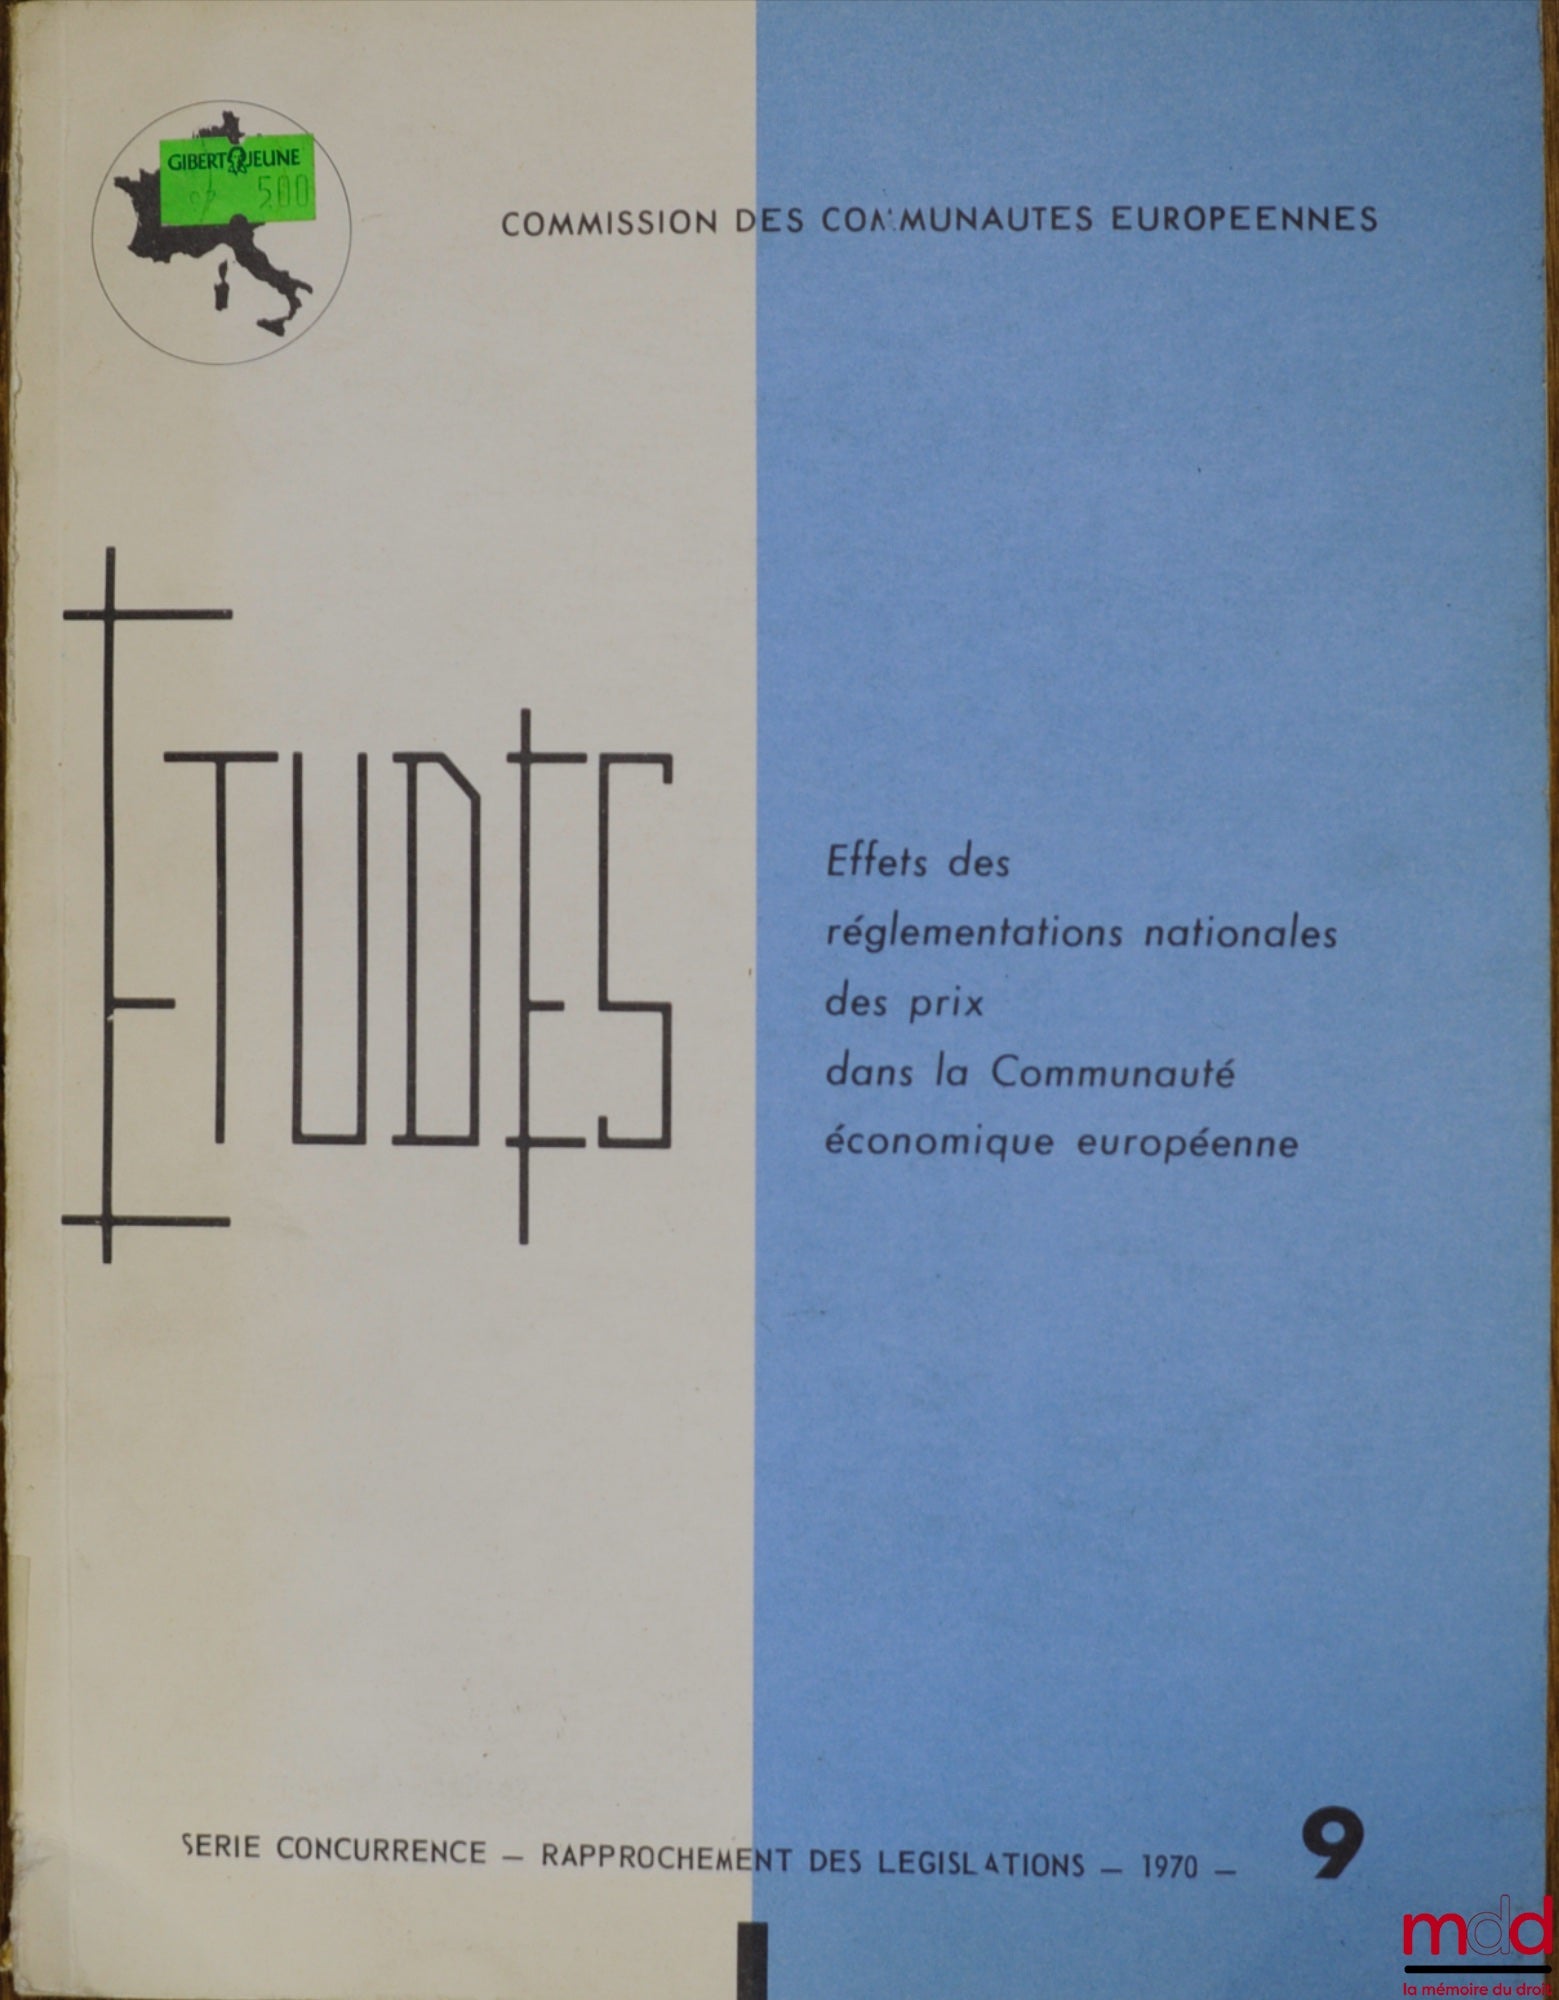 GIBERT JEUNE
500
COMMISSION DES COMMUNAUTES EUROPEENNES
ETUDES
Effets des
réglementations nationales
des prix
dans la Communauté
économique européenne
SERIE CONCURRENCE — RAPPROCHEMENT DES LEGISLATIONS — 1970 — 9
mdd
la mémoire du droit